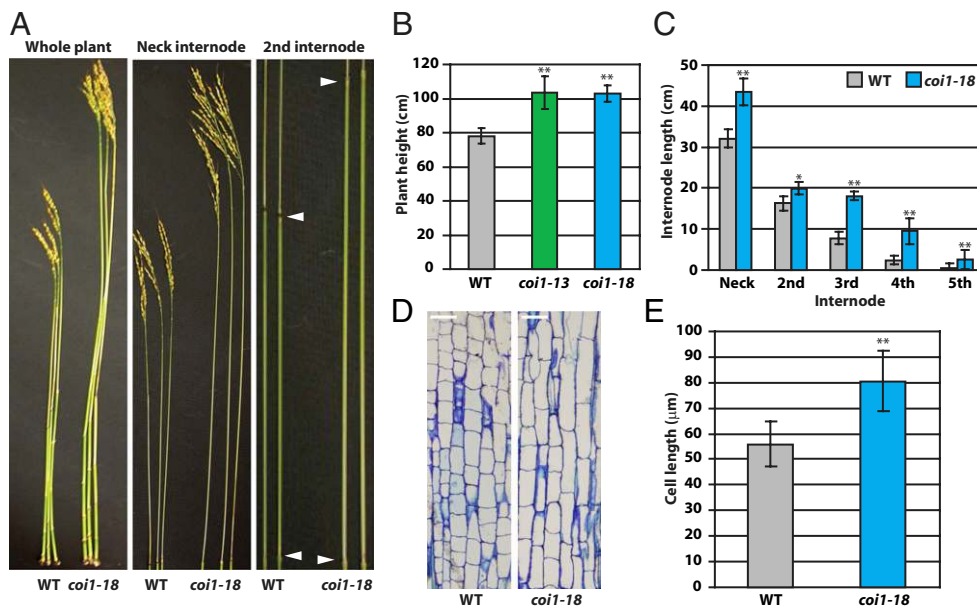 A
Whole plant
Neck internode
2nd internode
WT
coi1-18
WT
coi1-18
WT
coi1-18
B
Plant height (cm)
120
100
80
60
40
20
0
**
**
WT
coi1-13
coi1-18
C
Internode length (cm)
50
40
30
20
10
0
WT
coi1-18
**
*
**
**
**
Neck
2nd
3rd
4th
5th
Internode
D
WT
coi1-18
E
Cell length (μm)
100
90
80
70
60
50
40
30
20
10
0
**
WT
coi1-18